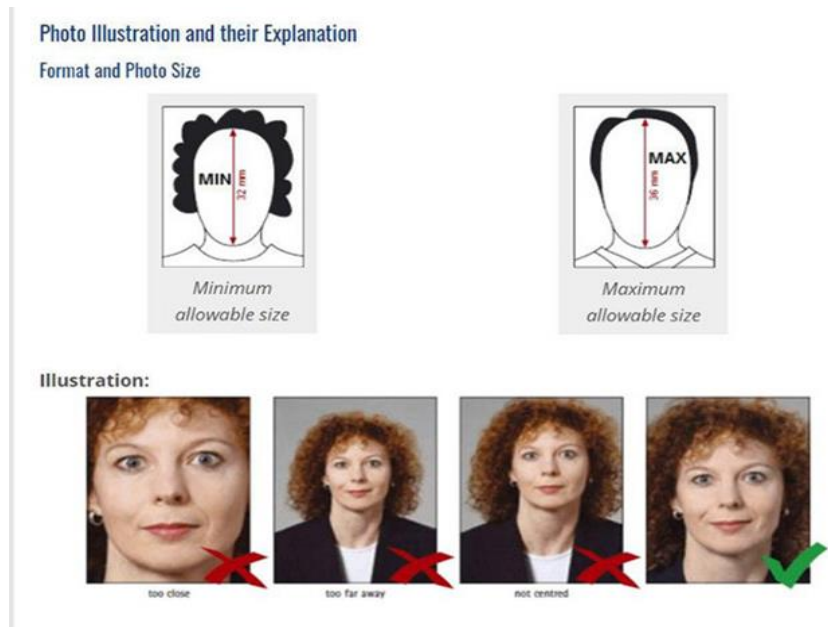 Photo Illustration and their Explanation
Format and Photo Size
MIN
32 mm
MAX
36 mm
Minimum
allowable size
Maximum
allowable size
Illustration:
too close
too far away
not centred